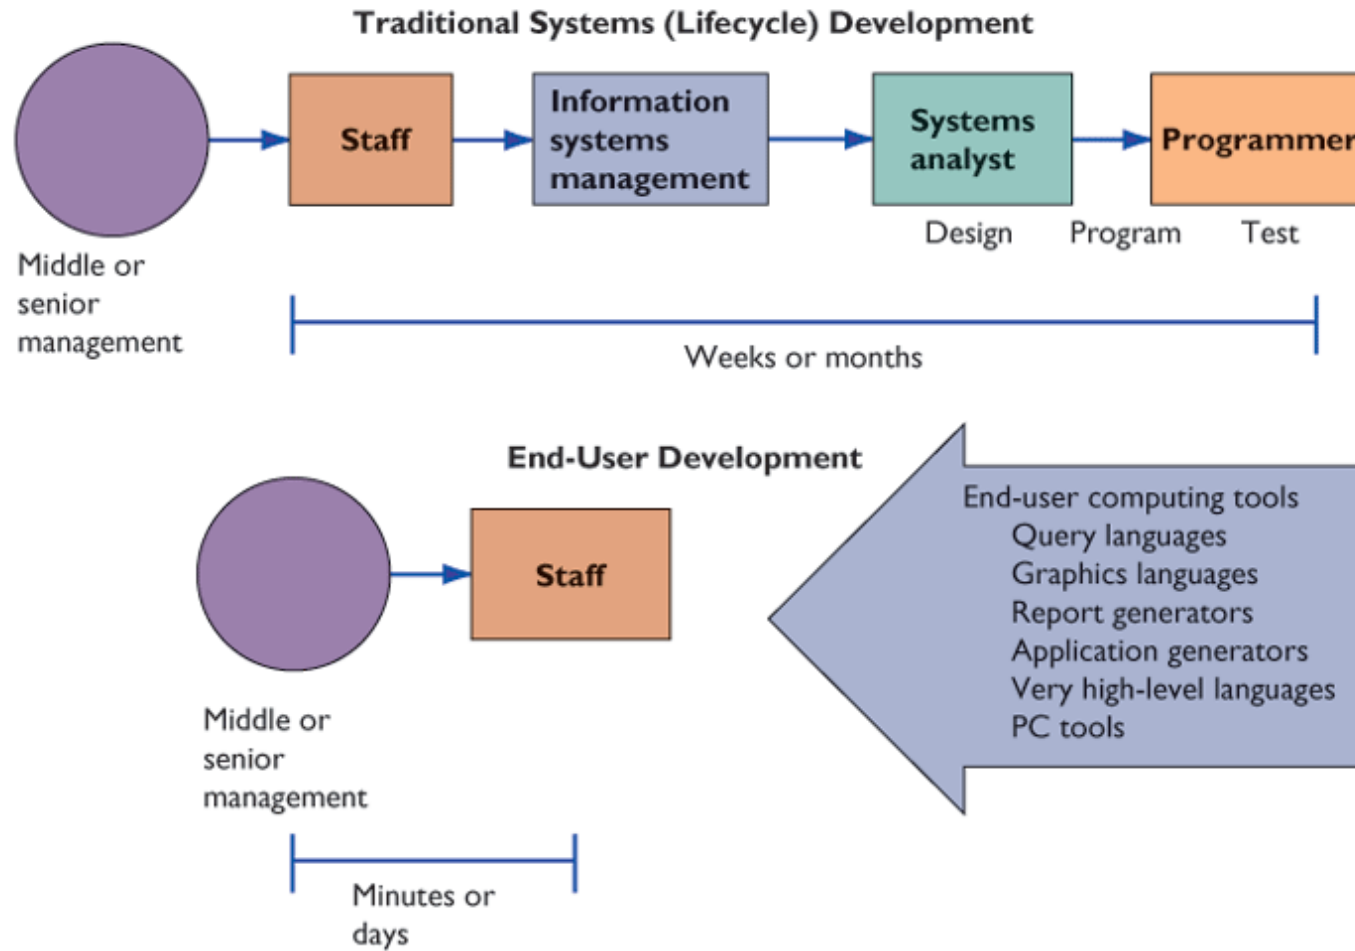 Traditional Systems (Lifecycle) Development
Staff
Information
systems
management
Systems
analyst
Programmer
Design
Program
Test
Middle or
senior
management
Weeks or months
End-User Development
Staff
End-user computing tools
Query languages
Graphics languages
Report generators
Application generators
Very high-level languages
PC tools
Middle or
senior
management
Minutes or
days